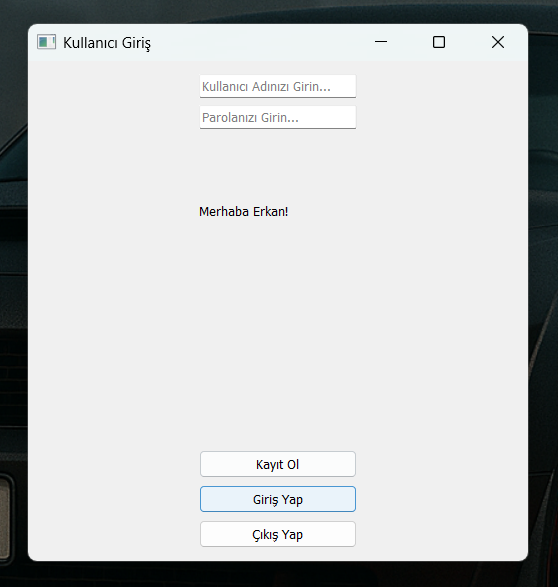 Kullanıcı Giriş
Kullanıcı Adınızı Girin...
Parolanızı Girin...
Merhaba Erkan!
Kayıt Ol
Giriş Yap
Çıkış Yap